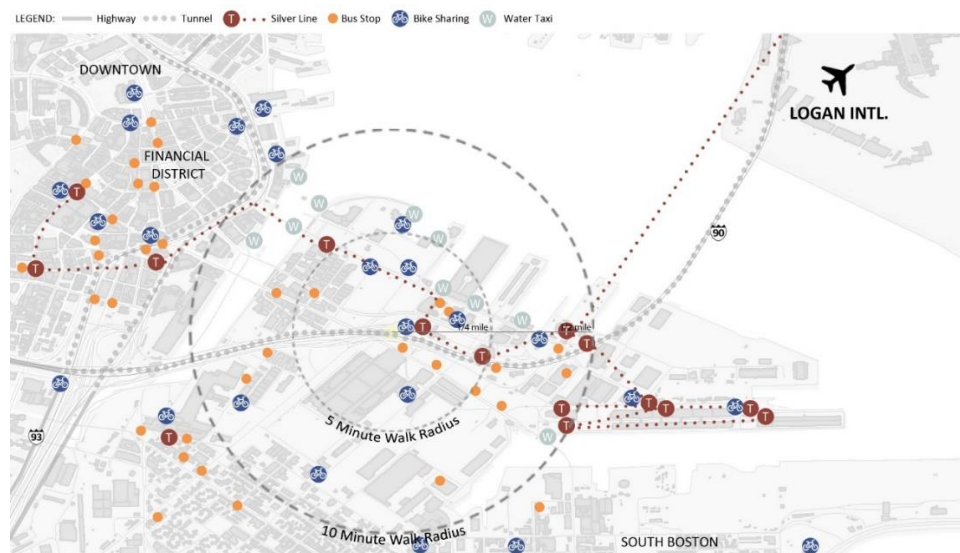 LEGEND: Highway Tunnel T Silver Line Bus Stop Bike Sharing W Water Taxi
DOWNTOWN
LOGAN INTL.
FINANCIAL
DISTRICT
W
W
T
W
W
W
W
T
90
T
T
W
W
W
1/4 mile
1/2 mile
T
T
T
T
T
T
T
T
T
T
5 Minute Walk Radius
93
T
W
10 Minute Walk Radius
SOUTH BOSTON